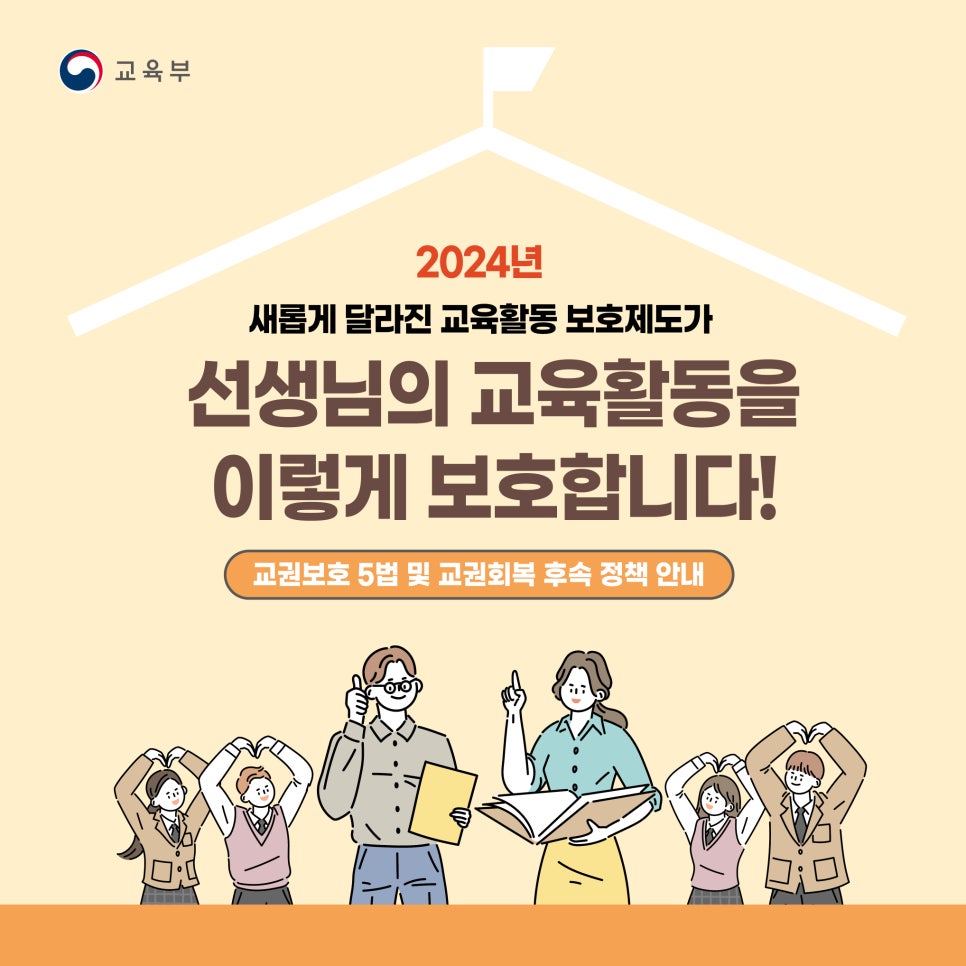 교육부
2024년
새롭게 달라진 교육활동 보호제도가
선생님의 교육활동을
이렇게 보호합니다!
교권보호 5법 및 교권회복 후속 정책 안내